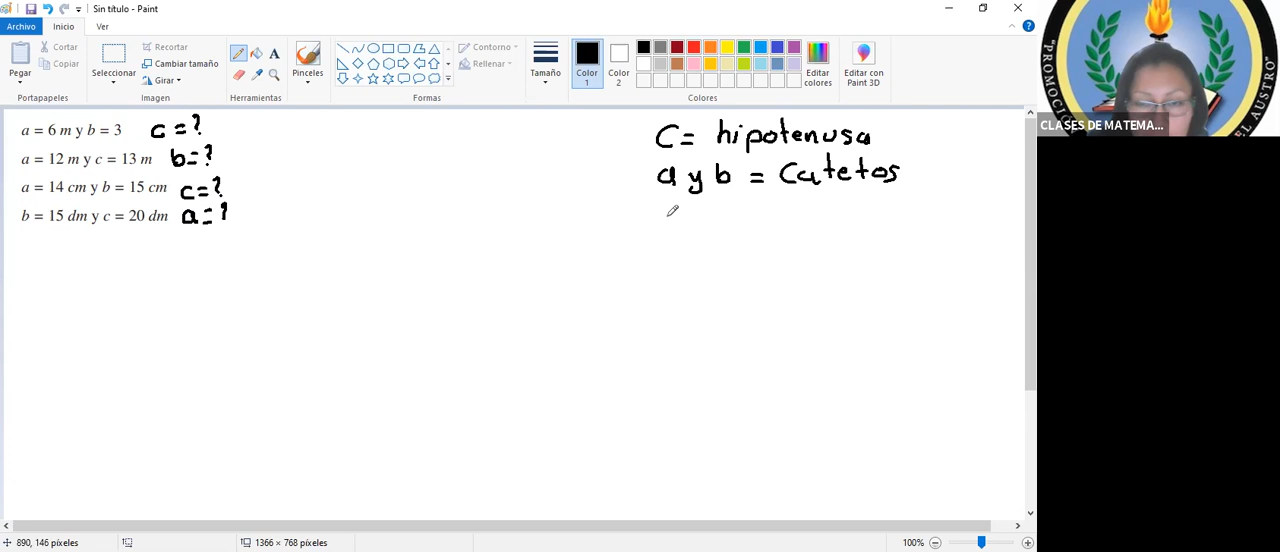 Sin título - Paint
Archivo Inicio Ver
Pegar
Cortar
Copiar
Portapapeles
Seleccionar
Recortar
Cambiar tamaño
Girar
Imagen
A
Herramientas
Pinceles
Contorno
Rellenar
Formas
Tamaño
Color 1
Color 2
Editar colores
Colores
Editar con Paint 3D
a = 6 m y b = 3 c = ?
a = 12 m y c = 13 m b = ?
a = 14 cm y b = 15 cm c = ?
b = 15 dm y c = 20 dm a = ?
C = hipotenusa
a y b = Catetos
"PROMOCIÓ
EL AUSTRO"
CLASES DE MATEMA...
890, 146 píxeles
1366 × 768 píxeles
100%